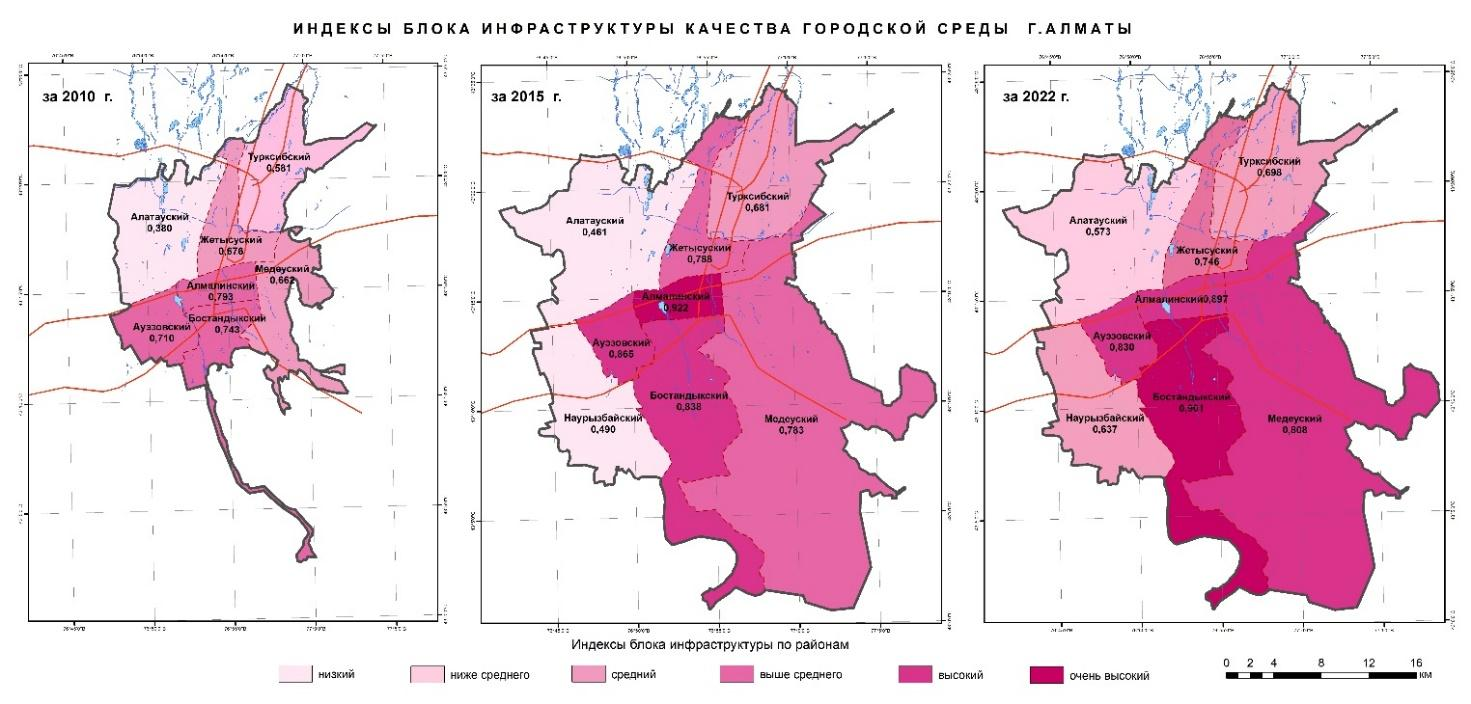 ИНДЕКСЫ БЛОКА ИНФРАСТРУКТУРЫ КАЧЕСТВА ГОРОДСКОЙ СРЕДЫ Г.АЛМАТЫ
за 2010 г.
Турксибский
0,581
Алатауский
0,380
Жетысуский
0,676
Медеуский
0,662
Алмалинский
0,793
Ауэзовский
0,710
Бостандыкский
0,743
за 2015 г.
Турксибский
0,681
Алатауский
0,461
Жетысуский
0,788
Алмалинский
0,922
Ауэзовский
0,865
Бостандыкский
0,838
Наурызбайский
0,490
Медеуский
0,783
за 2022 г.
Турксибский
0,698
Алатауский
0,573
Жетысуский
0,746
Алмалинский 0,897
Ауэзовский
0,830
Бостандыкский
0,901
Наурызбайский
0,637
Медеуский
0,808
Индексы блока инфраструктуры по районам
низкий
ниже среднего
средний
выше среднего
высокий
очень высокий
0 2 4 8 12 16
км